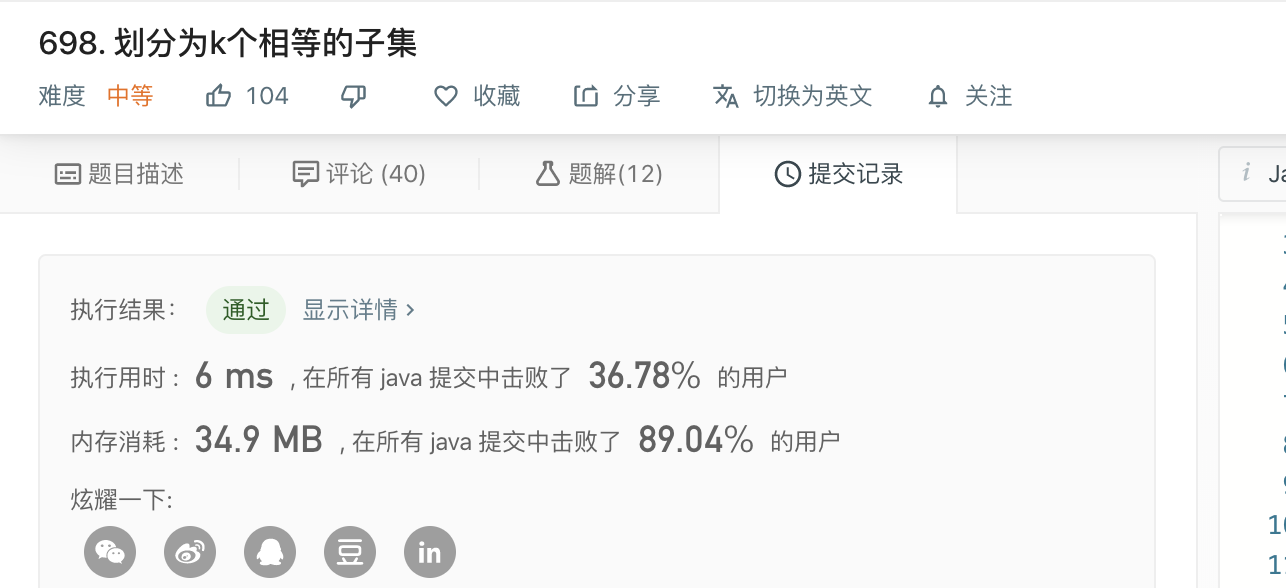 698. 划分为k个相等的子集
难度 中等 104 收藏 分享 切换为英文 关注
题目描述 评论 (40) 题解(12) 提交记录
执行结果： 通过 显示详情 ›
执行用时 : 6 ms , 在所有 java 提交中击败了 36.78% 的用户
内存消耗 : 34.9 MB , 在所有 java 提交中击败了 89.04% 的用户
炫耀一下:
豆 in